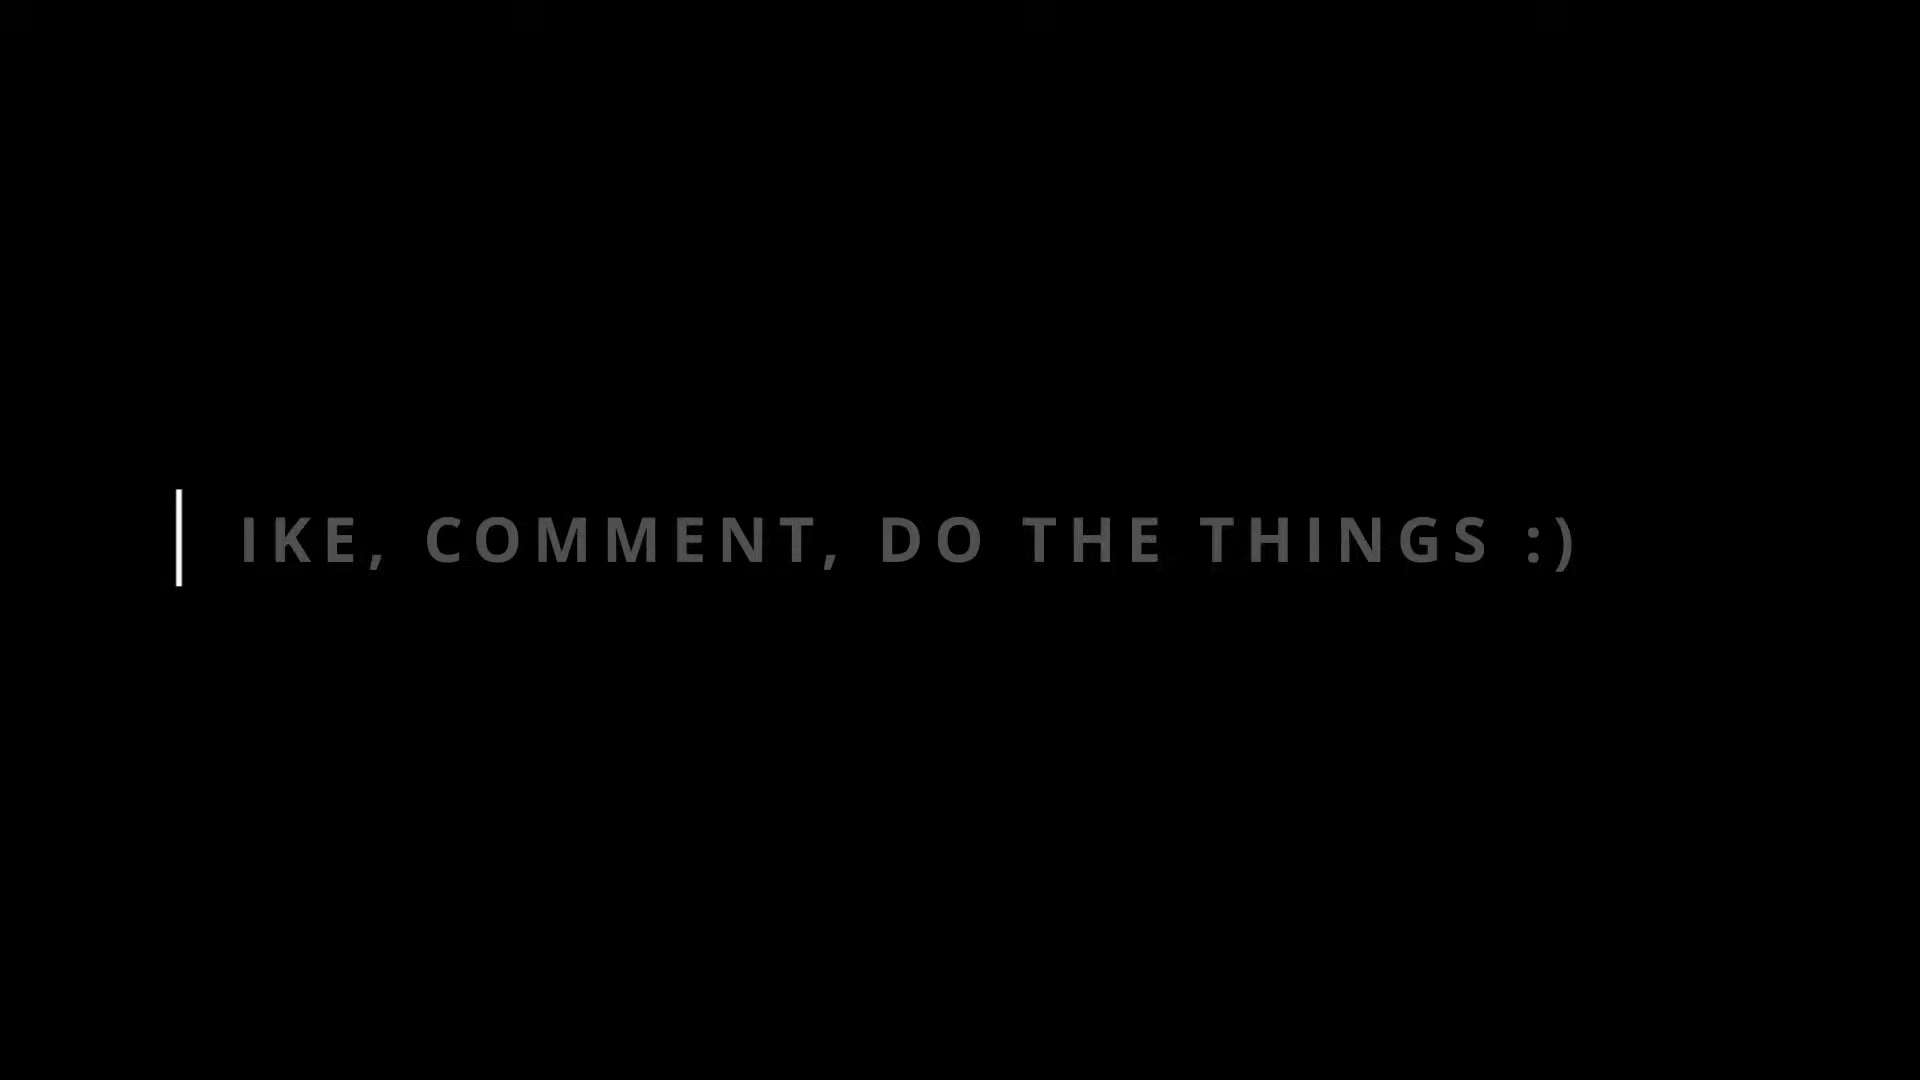 IKE, COMMENT, DO THE THINGS :)